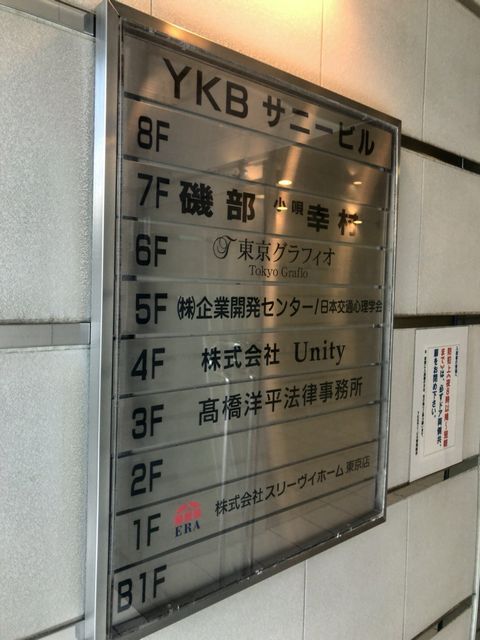 YKB サニービル
8F
7F 磯部 小唄 幸村
6F 東京グラフィオ
Tokyo Grafio
5F ㈱企業開発センター/日本交通心理学会
4F 株式会社 Unity
3F 髙橋洋平法律事務所
2F
1F ERA 株式会社スリーヴイホーム東京店
B1F